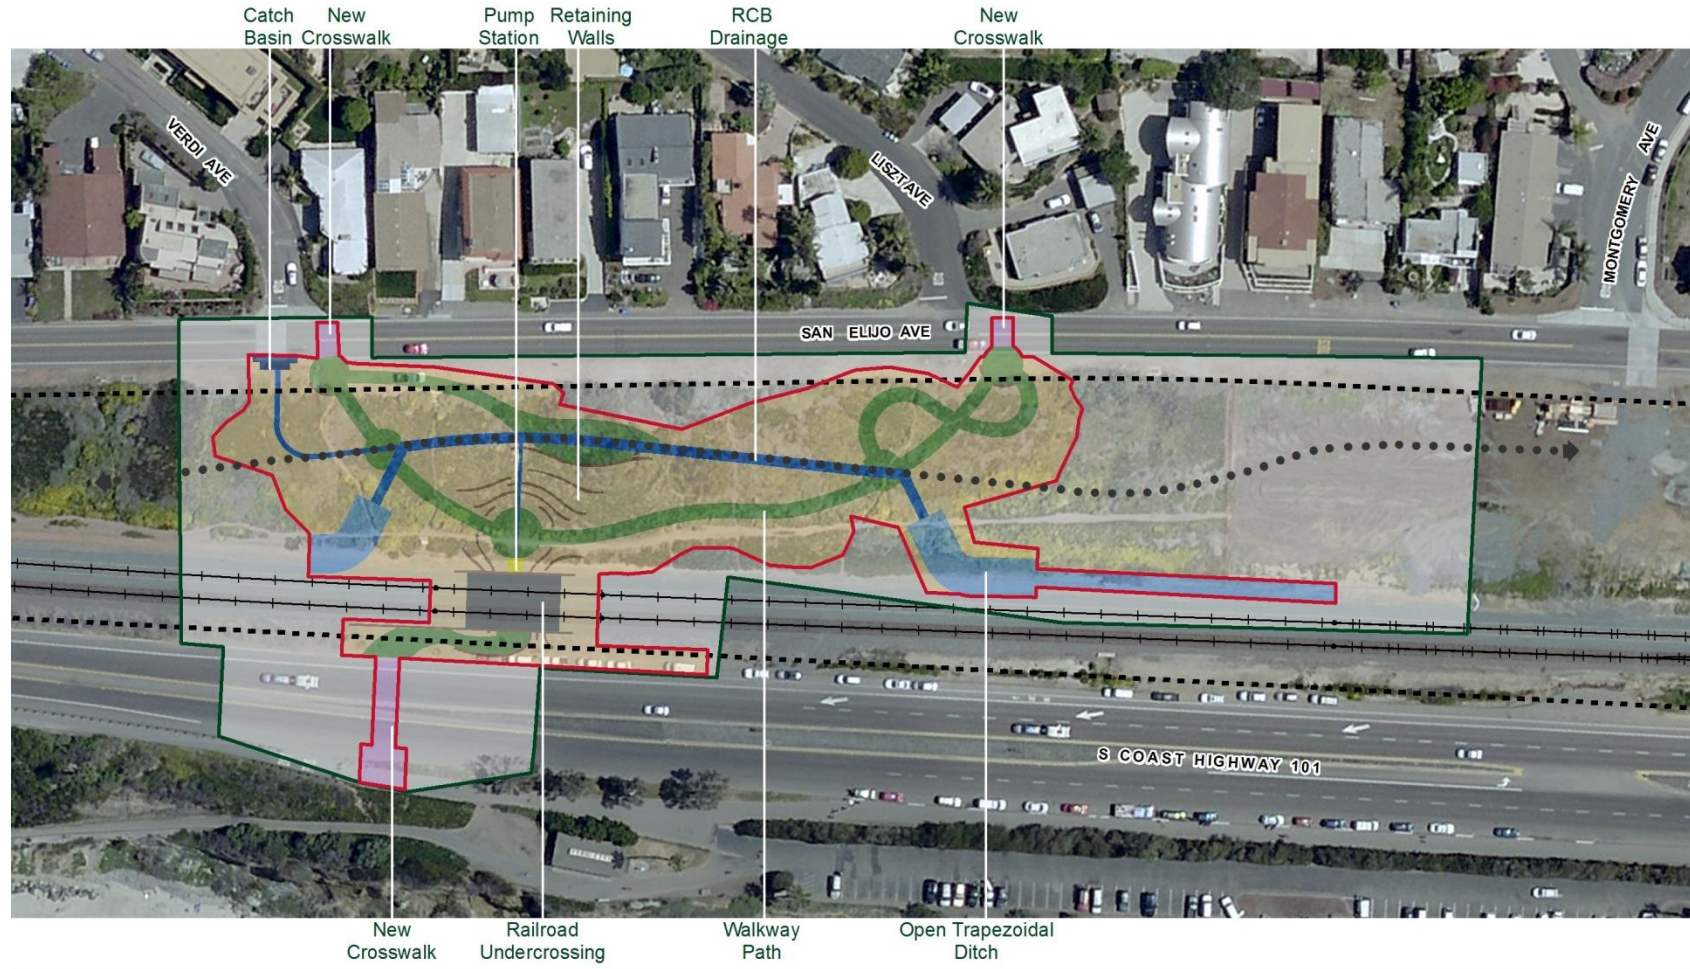 Catch
Basin
New
Crosswalk
Pump
Station
Retaining
Walls
RCB
Drainage
New
Crosswalk
VERDI AVE
LISZT AVE
MONTGOMERY AVE
SAN ELIJO AVE
S COAST HIGHWAY 101
New
Crosswalk
Railroad
Undercrossing
Walkway
Path
Open Trapezoidal
Ditch